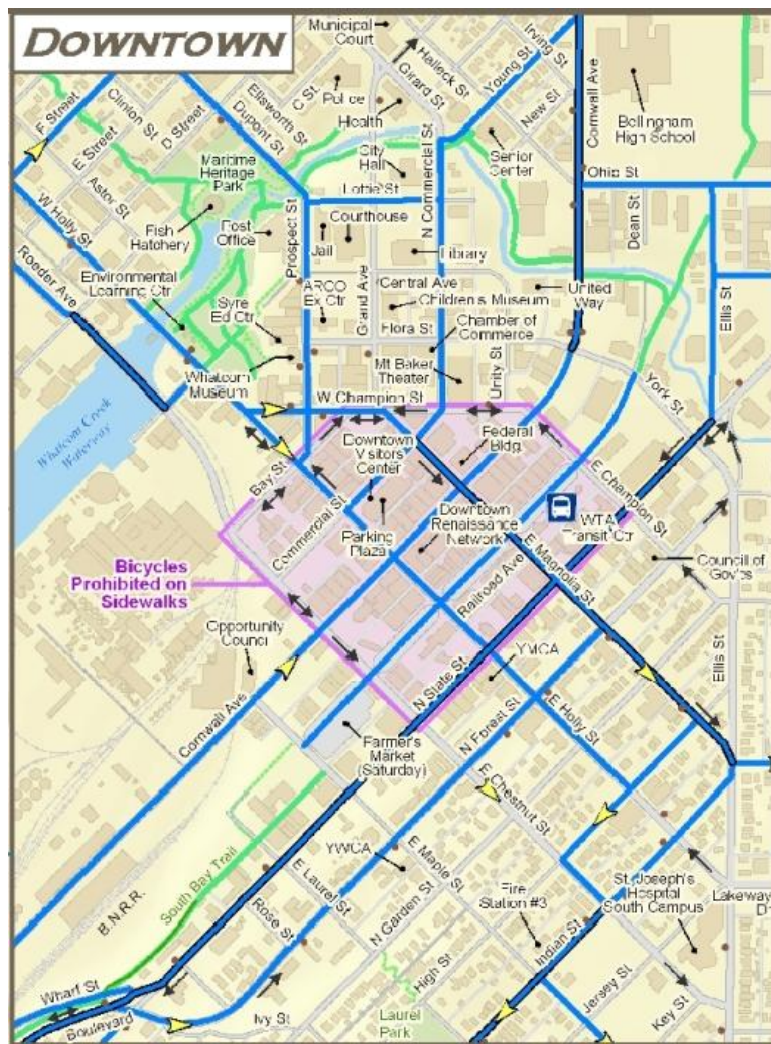 DOWNTOWN
Municipal
Court
Halleck St
Girard St
Young St
Irving St
New St
Cornwall Ave
Bellingham
High School
F Street
Clinton St
E Street
D Street
Ellsworth St
Dupont St
C St.
Police
Health
Astor St
Maritime
Heritage
Park
City
Hall
Lottie St
N Commercial St
Senior
Center
Ohio St
W Holly St
Fish
Hatchery
Post
Office
Prospect St
Courthouse
Jail
Library
Dean St
Roeder Ave
Environmental
Learning Ctr
Syre
Ed Ctr
ARCO
Ex Ctr
Grand Ave
Central Ave
Children's Museum
United
Way
Ellis St
Flora St
Chamber of
Commerce
Whatcom
Museum
Mt Baker
Theater
Unity St
York St
W Champion St
Whatcom Creek
Waterway
Bay St
Downtown
Visitors
Center
Federal
Bldg.
E Champion St
Commercial St
Parking
Plaza
Downtown
Renaissance
Network
WTA
Transit Ctr
E Magnolia St
Bicycles
Prohibited on
Sidewalks
Railroad Ave
Council of
Gov'ts
Opportunity
Council
N State St
YMCA
Ellis St
Cornwall Ave
Farmer's
Market
(Saturday)
N Forest St
E Holly St
E Chestnut St
South Bay Trail
YWCA
B.N.R.R.
E Laurel St
E Maple St
N Garden St
Fire
Station #3
St. Joseph's
Hospital
South Campus
Lakeway
Rose St
High St
Indian St
Wharf St
Boulevard
Ivy St
Laurel
Park
Jersey St
Key St